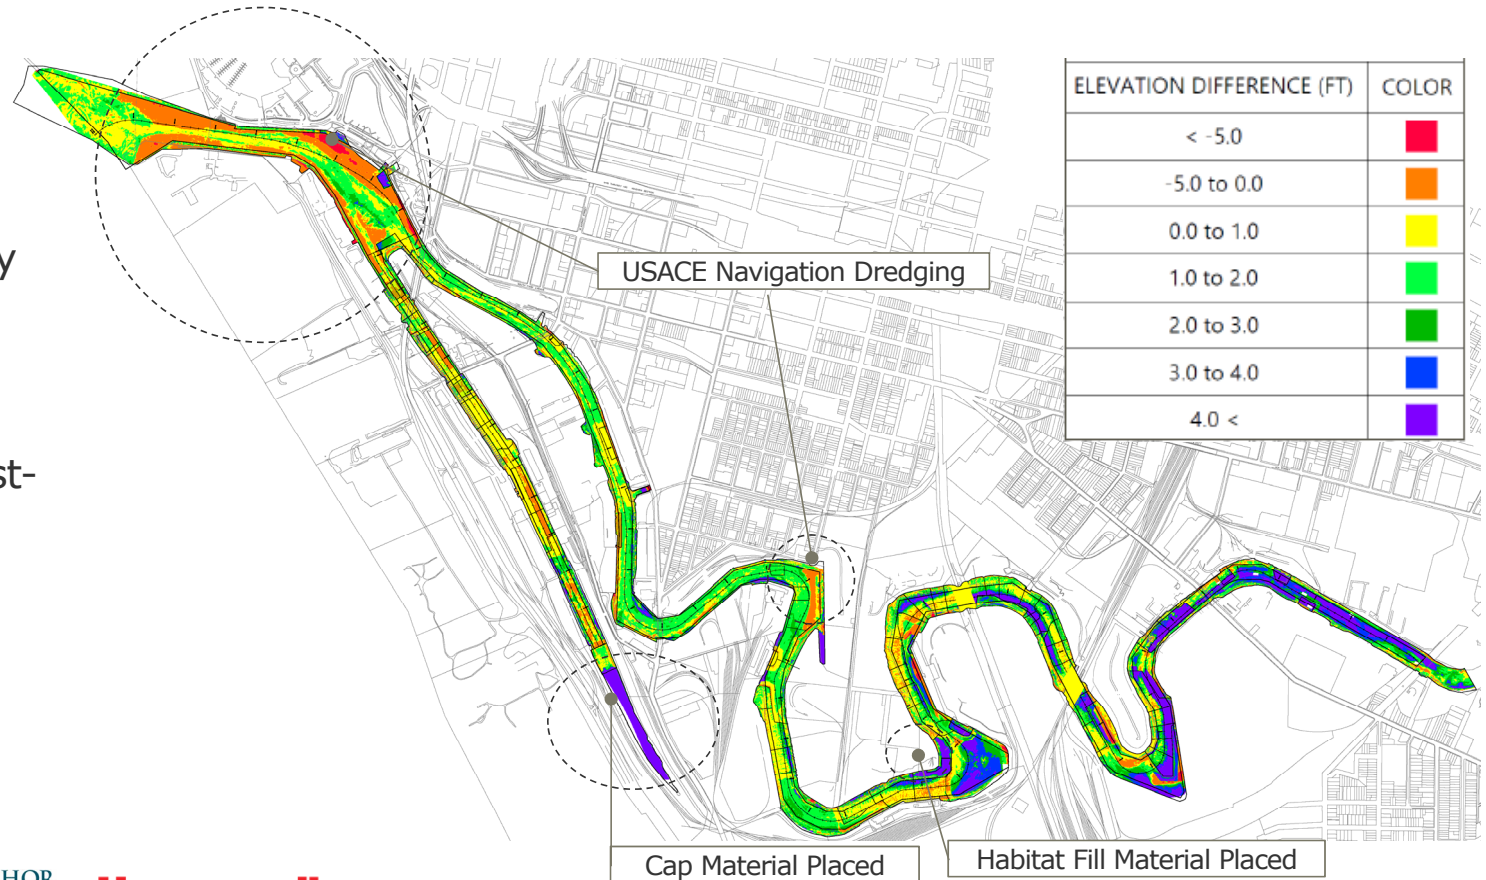 y
st-
ELEVATION DIFFERENCE (FT) COLOR
< -5.0
-5.0 to 0.0
0.0 to 1.0
1.0 to 2.0
2.0 to 3.0
3.0 to 4.0
4.0 <
USACE Navigation Dredging
Cap Material Placed
Habitat Fill Material Placed
HOR